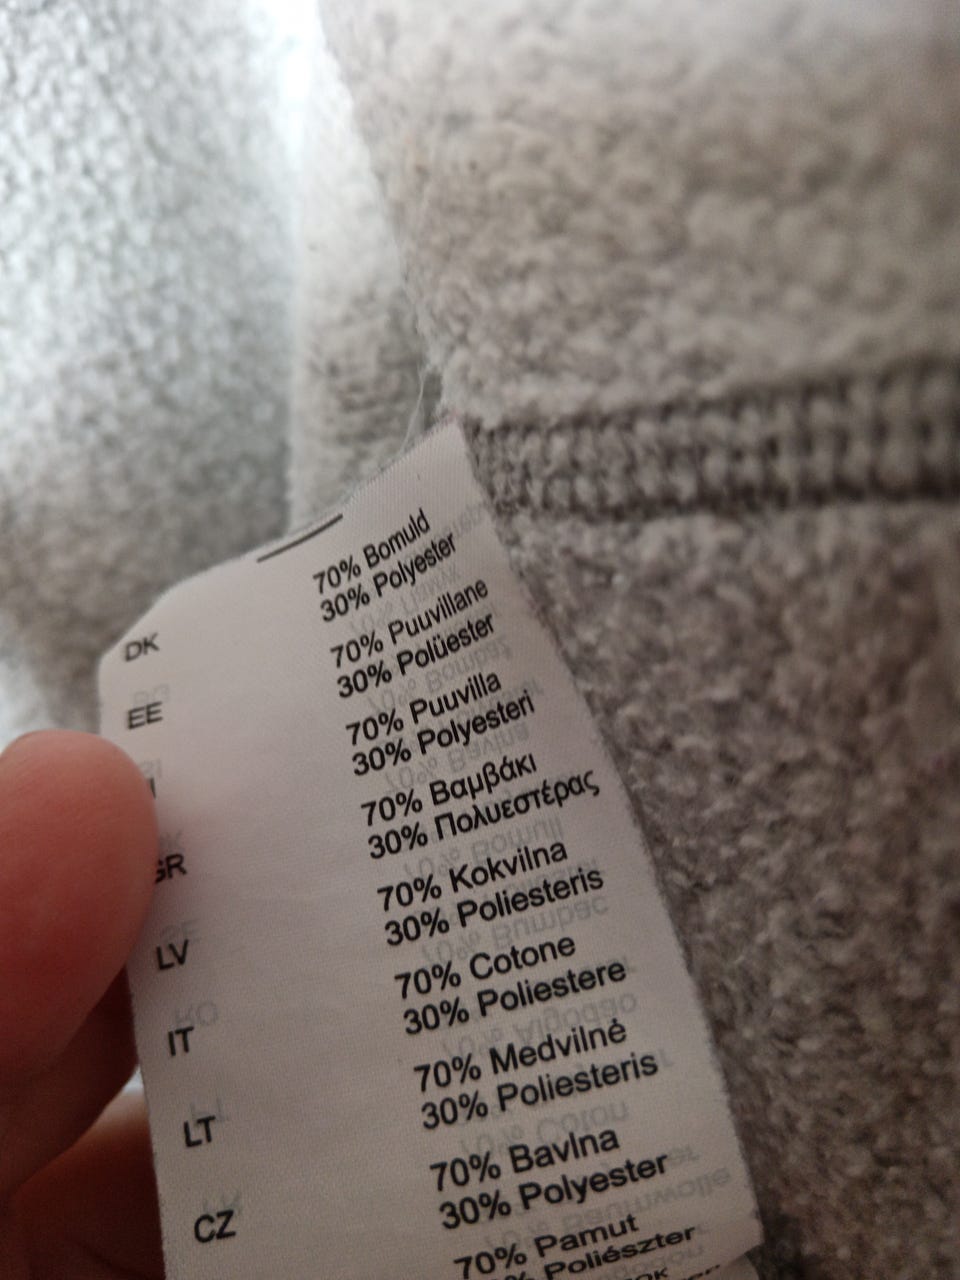 DK 70% Bomuld
30% Polyester
EE 70% Puuvillane
30% Polüester
70% Puuvilla
30% Polyesteri
GR 70% Βαμβάκι
30% Πολυεστέρας
LV 70% Kokvilna
30% Poliesteris
IT 70% Cotone
30% Poliestere
LT 70% Medvilnė
30% Poliesteris
CZ 70% Bavlna
30% Polyester
70% Pamut
% Poliészter